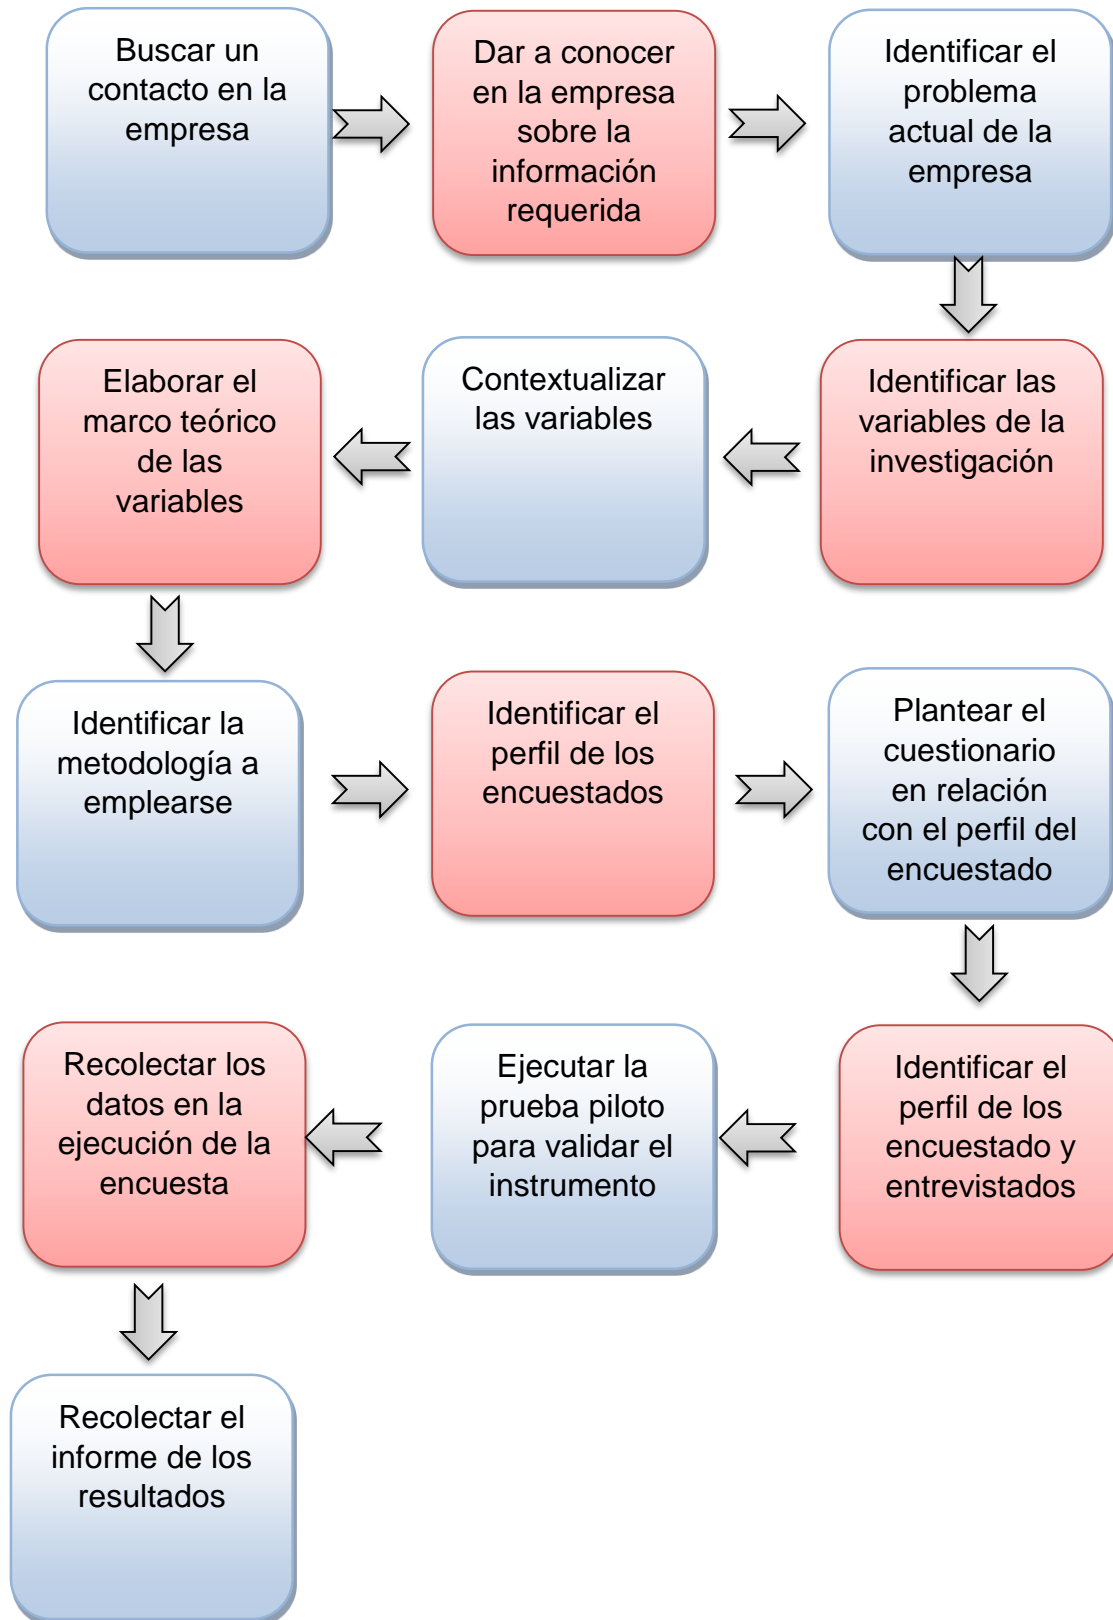 Buscar un
contacto en la
empresa
Dar a conocer
en la empresa
sobre la
información
requerida
Identificar el
problema
actual de la
empresa
Identificar las
variables de la
investigación
Contextualizar
las variables
Elaborar el
marco teórico
de las
variables
Identificar la
metodología a
emplearse
Identificar el
perfil de los
encuestados
Plantear el
cuestionario
en relación
con el perfil del
encuestado
Identificar el
perfil de los
encuestado y
entrevistados
Ejecutar la
prueba piloto
para validar el
instrumento
Recolectar los
datos en la
ejecución de la
encuesta
Recolectar el
informe de los
resultados